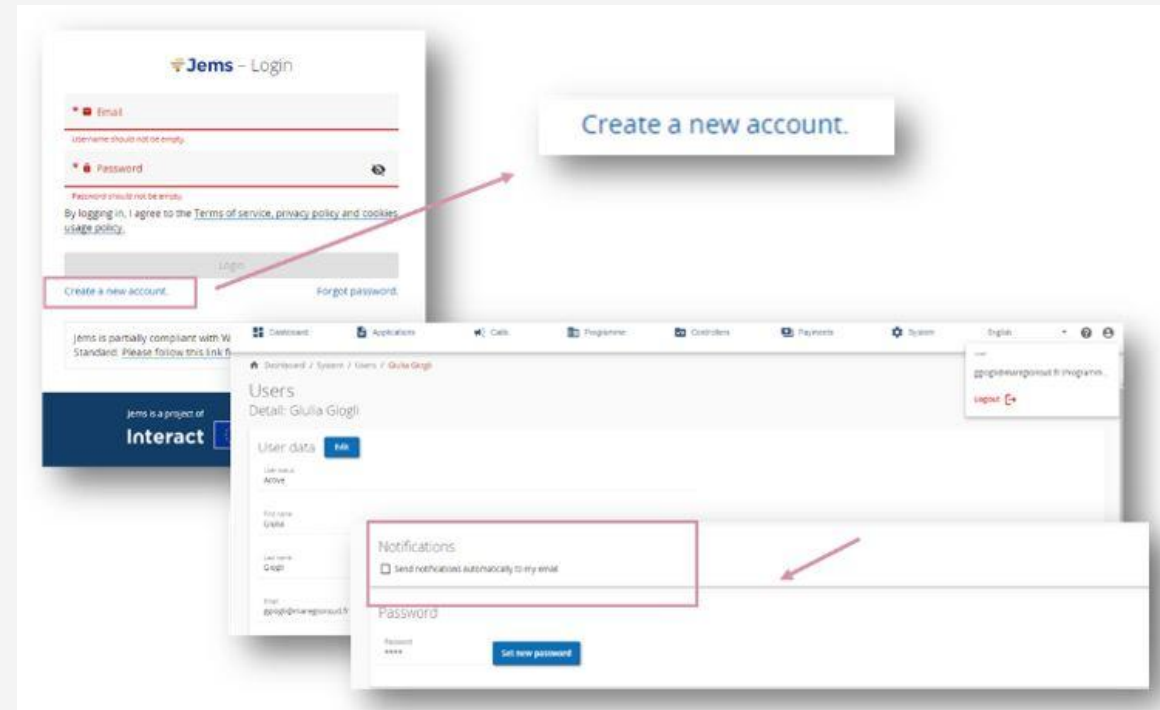 Jems – Login
* Email
Username should not be empty.
* Password
Password should not be empty.
By logging in, I agree to the Terms of service, privacy policy and cookies
usage policy.
Login
Create a new account.
Forgot password.
Jems is partially compliant with W
Standard. Please follow this link f
Jems is a project of
Interact
Create a new account.
Dashboard
Applications
Calls
Programme
Controllers
Payments
System
English
Dashboard / System / Users / Giulia Giogli
Logout
Users
Detail: Giulia Giogli
User data
Edit
User status
Active
First name
Giulia
Last name
Giogli
Email
Notifications
Send notifications automatically to my email
Password
Password
****
Set new password